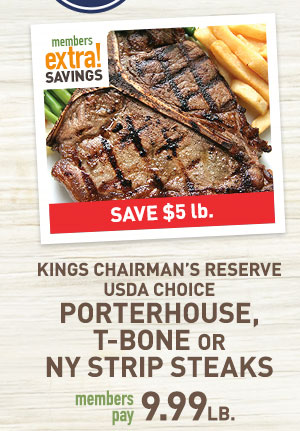 members
extra!
SAVINGS
SAVE $5 lb.
KINGS CHAIRMAN'S RESERVE
USDA CHOICE
PORTERHOUSE,
T-BONE OR
NY STRIP STEAKS
members
pay 9.99LB.